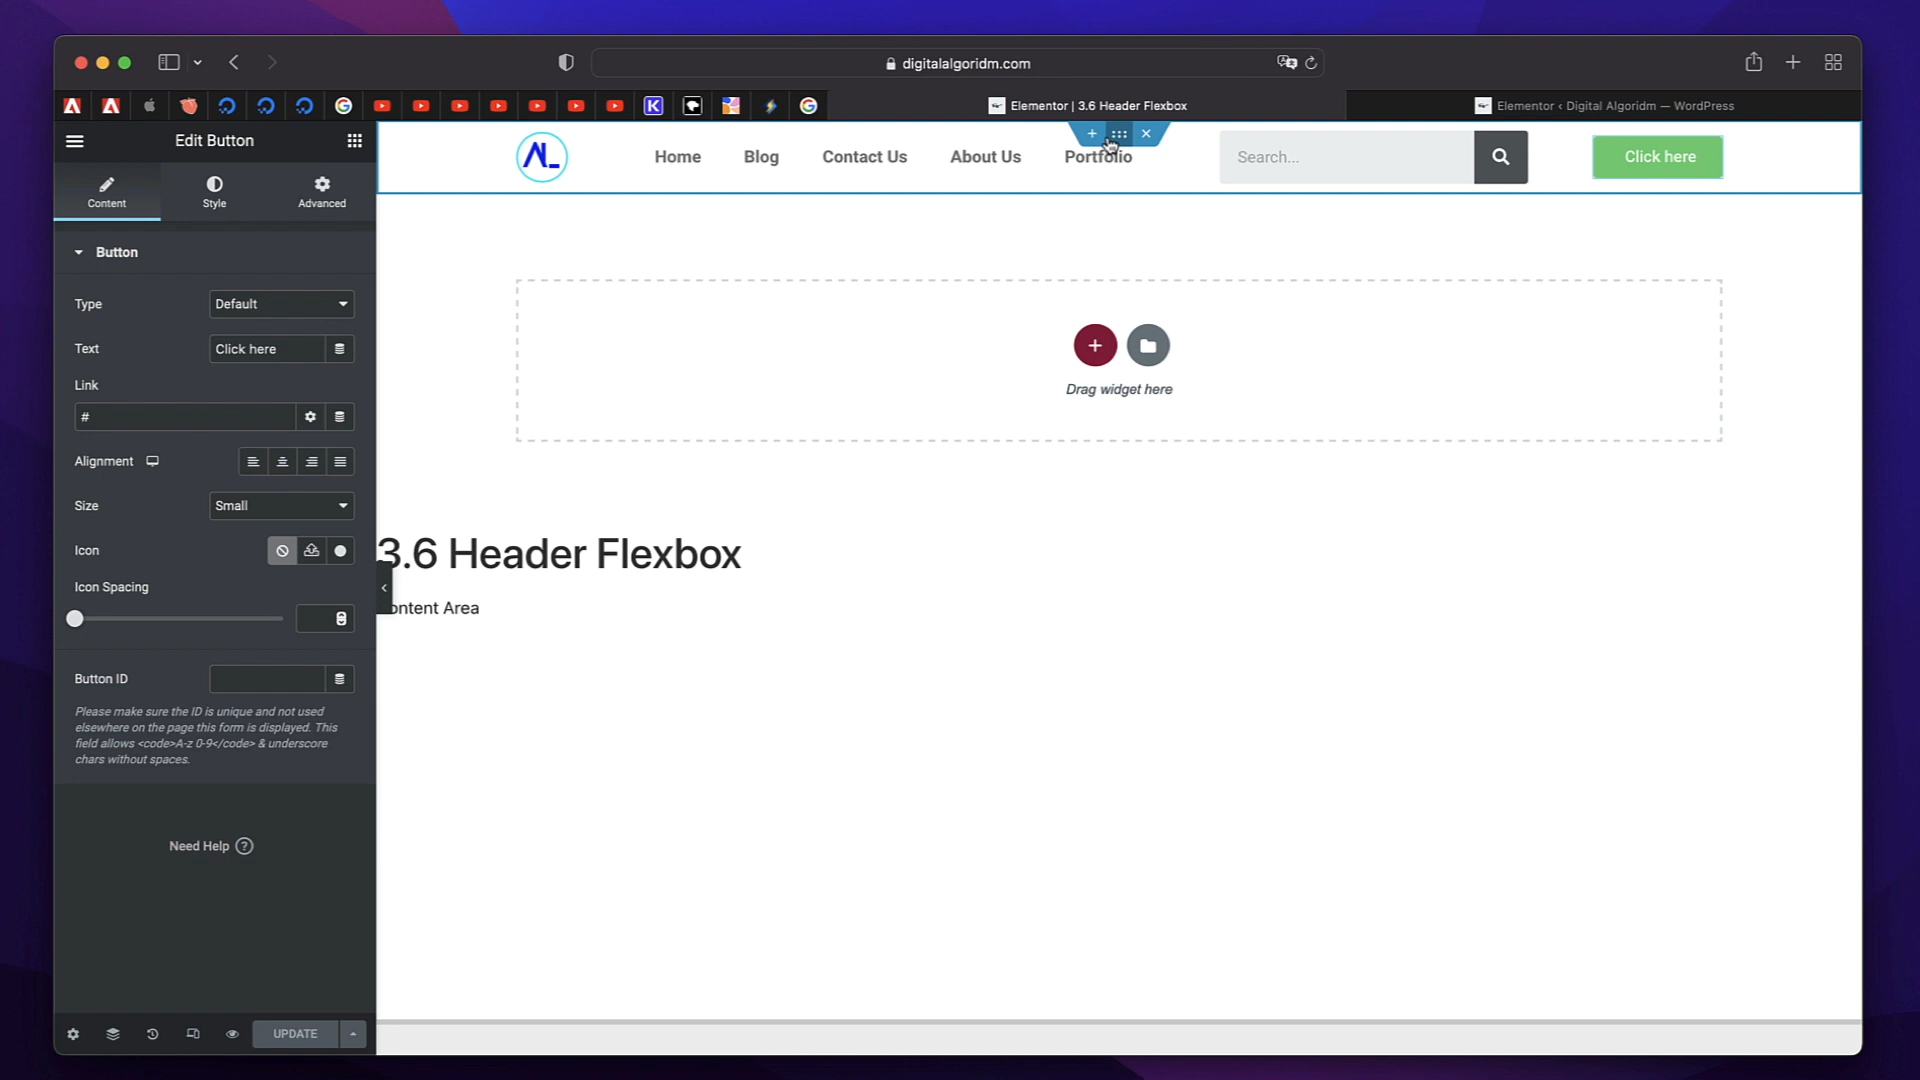 digitalalgoridm.com
Elementor | 3.6 Header Flexbox
Elementor ‹ Digital Algoridm — WordPress
Edit Button
Content
Style
Advanced
Button
Type
Default
Text
Click here
Link
#
Alignment
Size
Small
Icon
Icon Spacing
Button ID
Please make sure the ID is unique and not used
elsewhere on the page this form is displayed. This
field allows <code>A-z 0-9</code> & underscore
chars without spaces.
Need Help
UPDATE
Home
Blog
Contact Us
About Us
Portfolio
Search...
Click here
Drag widget here
3.6 Header Flexbox
ontent Area